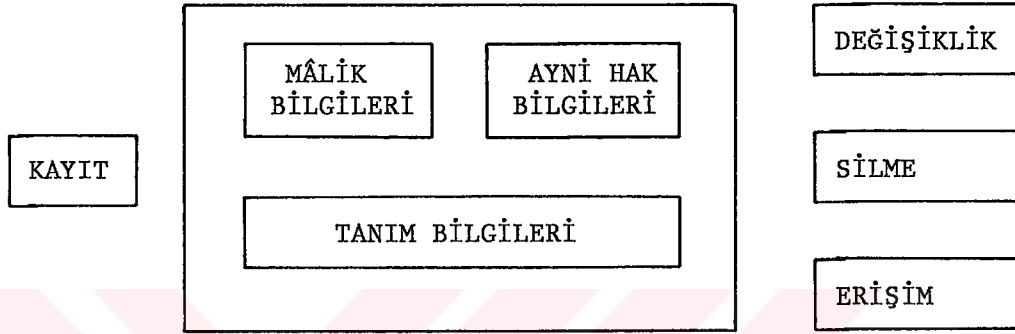 KAYIT
MÂLİK
BİLGİLERİ
AYNİ HAK
BİLGİLERİ
TANIM BİLGİLERİ
DEĞİŞİKLİK
SİLME
ERİŞİM